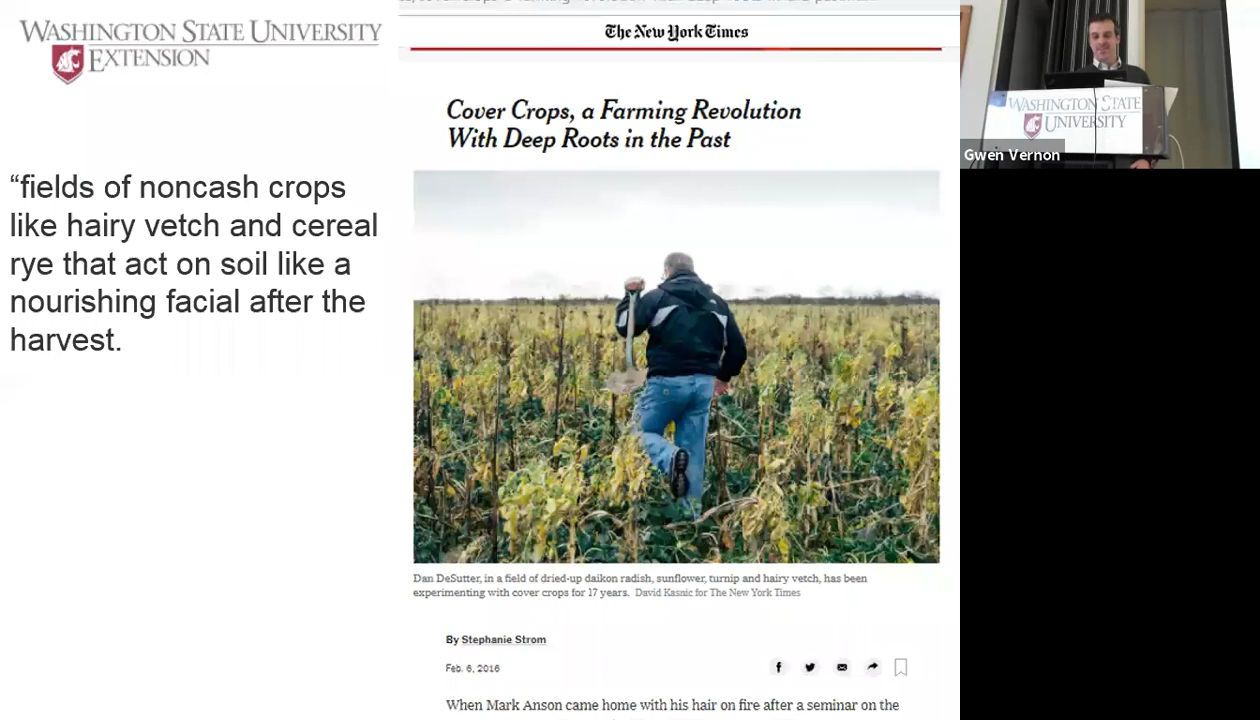 WASHINGTON STATE UNIVERSITY
EXTENSION
“fields of noncash crops
like hairy vetch and cereal
rye that act on soil like a
nourishing facial after the
harvest.
The New York Times
Cover Crops, a Farming Revolution
With Deep Roots in the Past
Dan DeSutter, in a field of dried-up daikon radish, sunflower, turnip and hairy vetch, has been
experimenting with cover crops for 17 years. David Kasnic for The New York Times
By Stephanie Strom
Feb. 6, 2016
When Mark Anson came home with his hair on fire after a seminar on the
WASHINGTON STATE
UNIVERSITY
Gwen Vernon